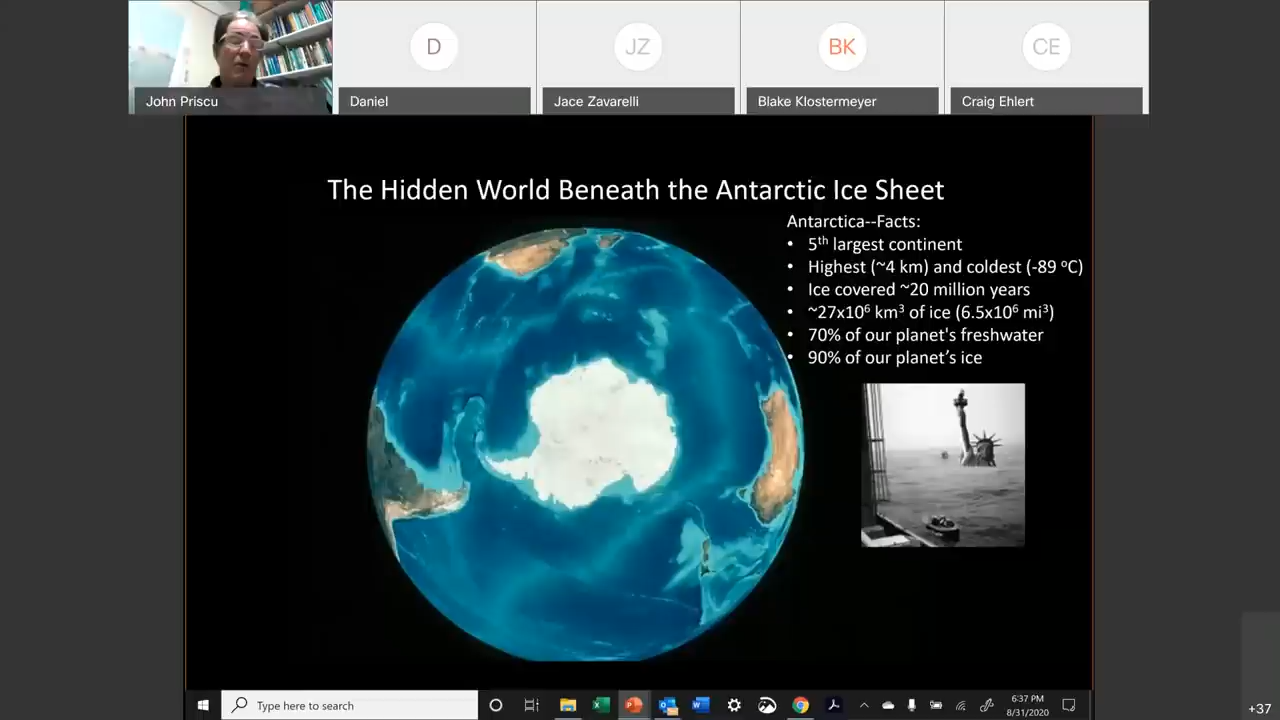 D
JZ
BK
CE
John Priscu
Daniel
Jace Zavarelli
Blake Klostermeyer
Craig Ehlert
The Hidden World Beneath the Antarctic Ice Sheet
Antarctica--Facts:
• 5th largest continent
• Highest (~4 km) and coldest (-89 ºC)
• Ice covered ~20 million years
• ~27x10⁶ km³ of ice (6.5x10⁶ mi³)
• 70% of our planet's freshwater
• 90% of our planet’s ice
Type here to search
6:37 PM
8/31/2020
+37